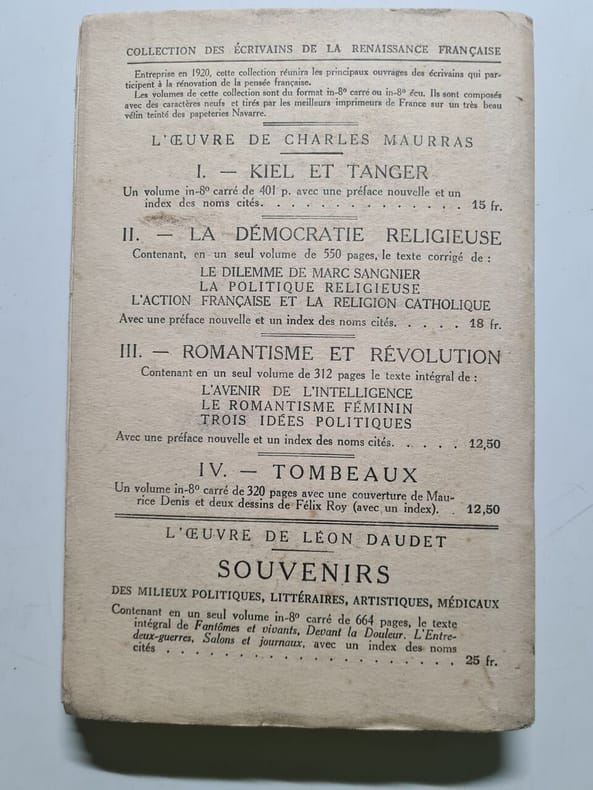 COLLECTION DES ÉCRIVAINS DE LA RENAISSANCE FRANÇAISE
Entreprise en 1920, cette collection réunira les principaux ouvrages des écrivains qui par-
ticipent à la rénovation de la pensée française.
Les volumes de cette collection sont du format in-8º carré ou in-8º écu. Ils sont composés
avec des caractères neufs et tirés par les meilleurs imprimeurs de France sur un très beau
vélin teinté des papeteries Navarre.
L'ŒUVRE DE CHARLES MAURRAS
I. — KIEL ET TANGER
Un volume in-8º carré de 401 p. avec une préface nouvelle et un
index des noms cités. . . . . . . . . . . . . . 15 fr.
II. — LA DÉMOCRATIE RELIGIEUSE
Contenant, en un seul volume de 550 pages, le texte corrigé de :
LE DILEMME DE MARC SANGNIER
LA POLITIQUE RELIGIEUSE
L'ACTION FRANÇAISE ET LA RELIGION CATHOLIQUE
Avec une préface nouvelle et un index des noms cités. . . . . 18 fr.
III. — ROMANTISME ET RÉVOLUTION
Contenant en un seul volume de 312 pages le texte intégral de :
L'AVENIR DE L'INTELLIGENCE
LE ROMANTISME FÉMININ
TROIS IDÉES POLITIQUES
Avec une préface nouvelle et un index des noms cités. . . . . 12,50
IV. — TOMBEAUX
Un volume in-8º carré de 320 pages avec une couverture de Mau-
rice Denis et deux dessins de Félix Roy (avec un index). . 12,50
L'ŒUVRE DE LÉON DAUDET
SOUVENIRS
DES MILIEUX POLITIQUES, LITTÉRAIRES, ARTISTIQUES, MÉDICAUX
Contenant en un seul volume in-8º carré de 664 pages, le texte
intégral de Fantômes et vivants, Devant la Douleur. L'Entre-
deux-guerres, Salons et journaux, avec un index des noms
cités . . . . . . . . . . . . . . . . . . . 25 fr.